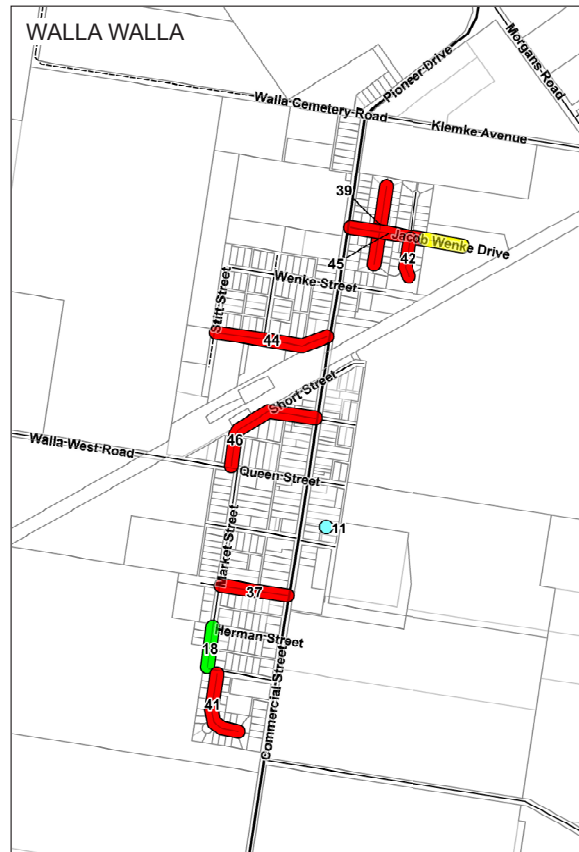 WALLA WALLA
Morgans Road
Pioneer Drive
Walla Cemetery Road
Klemke Avenue
39
Jacob Wenke Drive
45
42
Wenke Street
Stitt Street
44
Short Street
46
Walla West Road
Queen Street
11
Market Street
37
Herman Street
18
41
Commercial Street